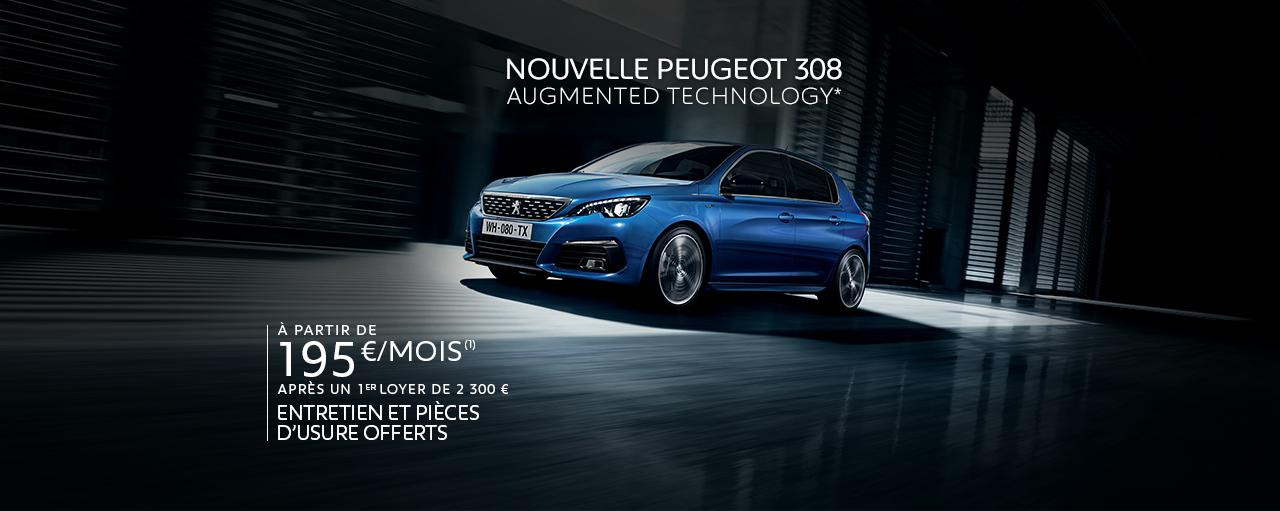 NOUVELLE PEUGEOT 308
AUGMENTED TECHNOLOGY*
WH-080-TX
À PARTIR DE
195 €/MOIS(1)
APRÈS UN 1ER LOYER DE 2 300 €
ENTRETIEN ET PIÈCES
D'USURE OFFERTS